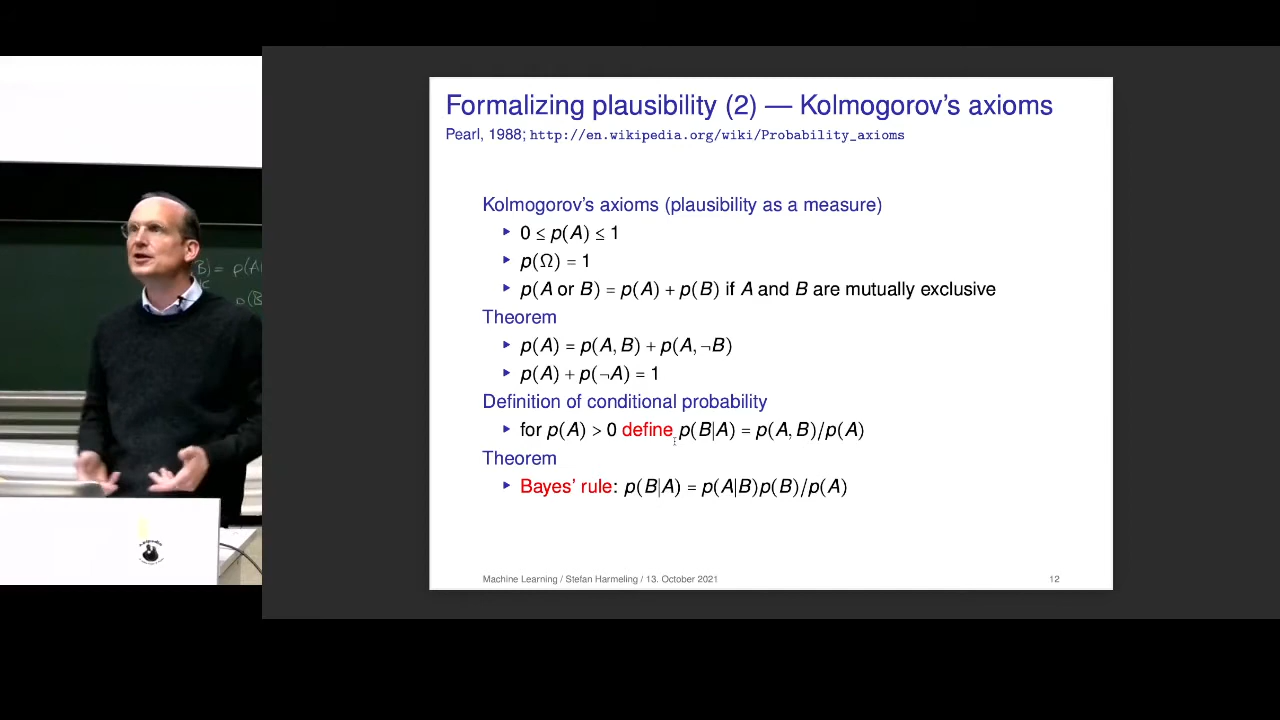 Formalizing plausibility (2) — Kolmogorov's axioms
Pearl, 1988; http://en.wikipedia.org/wiki/Probability_axioms
Kolmogorov's axioms (plausibility as a measure)
0 ≤ p(A) ≤ 1
p(Ω) = 1
p(A or B) = p(A) + p(B) if A and B are mutually exclusive
Theorem
p(A) = p(A, B) + p(A, ¬B)
p(A) + p(¬A) = 1
Definition of conditional probability
for p(A) > 0 define p(B|A) = p(A, B)/p(A)
Theorem
Bayes' rule: p(B|A) = p(A|B)p(B)/p(A)
Machine Learning / Stefan Harmeling / 13. October 2021 12